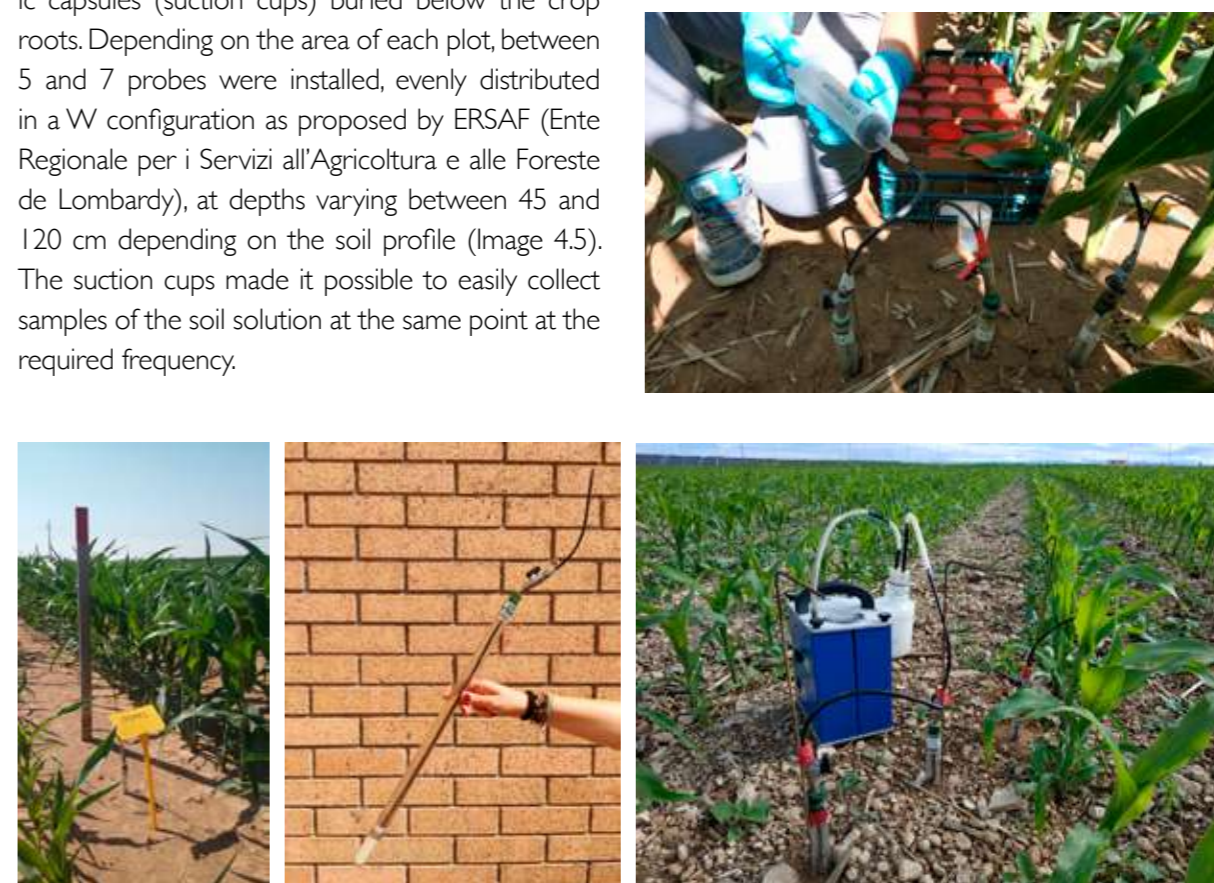 ic capsules (suction cups) buried below the crop
roots. Depending on the area of each plot, between
5 and 7 probes were installed, evenly distributed
in a W configuration as proposed by ERSAF (Ente
Regionale per i Servizi all'Agricoltura e alle Foreste
de Lombardy), at depths varying between 45 and
120 cm depending on the soil profile (Image 4.5).
The suction cups made it possible to easily collect
samples of the soil solution at the same point at the
required frequency.